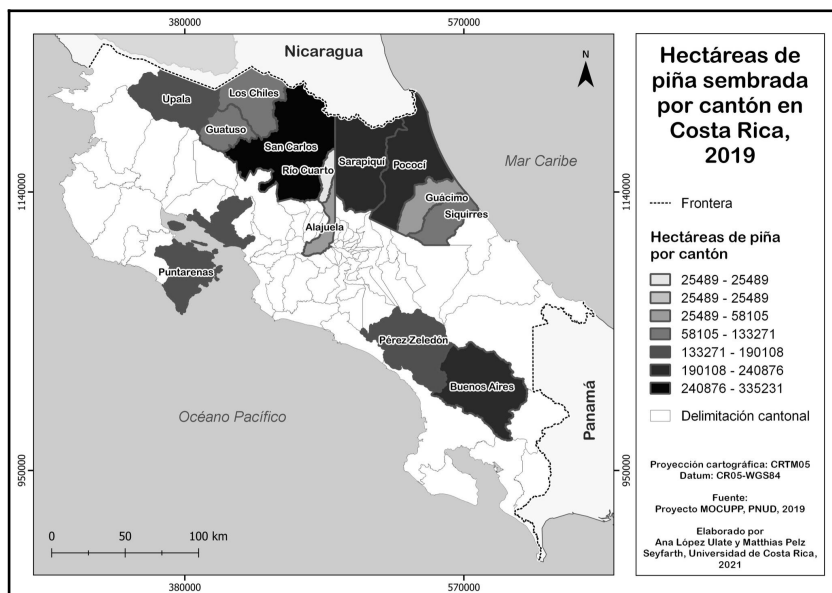 380000
570000
Nicaragua
N
Upala
Los Chiles
Guatuso
San Carlos
Río Cuarto
Sarapiquí
Pococí
Mar Caribe
1140000
1140000
Guácimo
Siquirres
Alajuela
Puntarenas
Pérez Zeledón
Buenos Aires
Océano Pacífico
Panamá
950000
950000
0 50 100 km
380000
570000
Hectáreas de
piña sembrada
por cantón en
Costa Rica,
2019
Frontera
Hectáreas de piña
por cantón
25489 - 25489
25489 - 25489
25489 - 58105
58105 - 133271
133271 - 190108
190108 - 240876
240876 - 335231
Delimitación cantonal
Proyección cartográfica: CRTM05
Datum: CR05-WGS84
Fuente:
Proyecto MOCUPP, PNUD, 2019
Elaborado por
Ana López Ulate y Matthias Pelz
Seyfarth, Universidad de Costa Rica,
2021